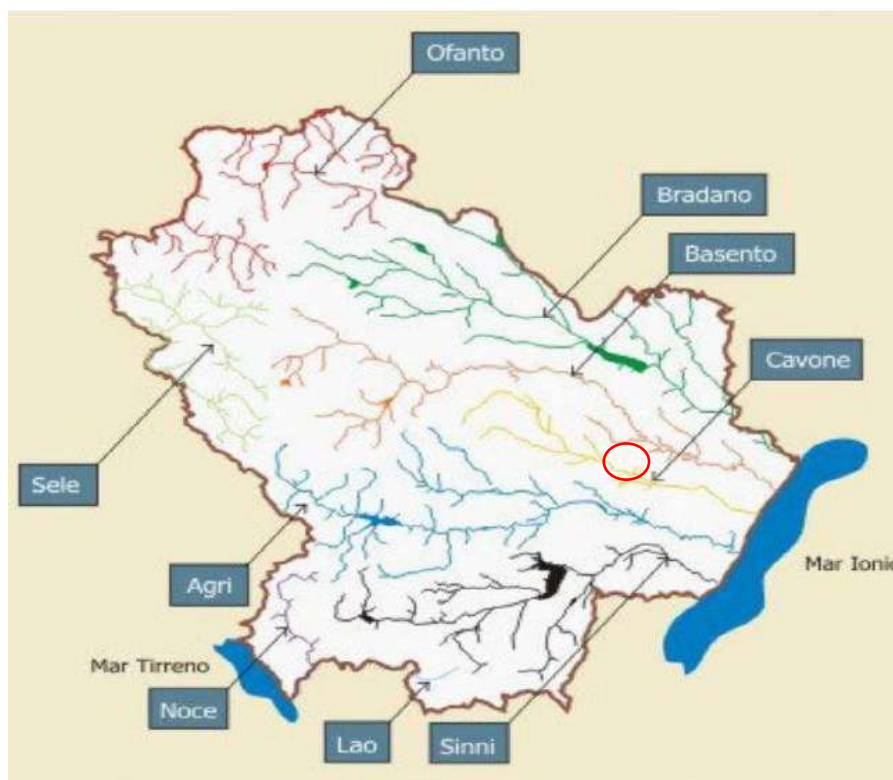 Ofanto
Bradano
Basento
Cavone
Sele
Agri
Mar Ionio
Mar Tirreno
Noce
Lao
Sinni